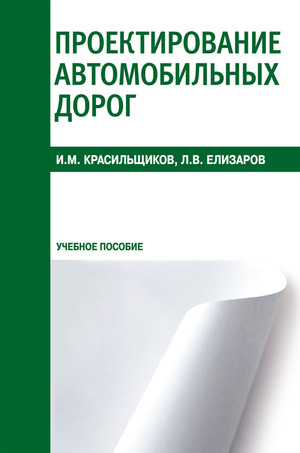 ПРОЕКТИРОВАНИЕ
АВТОМОБИЛЬНЫХ
ДОРОГ
И.М. КРАСИЛЬЩИКОВ, Л.В. ЕЛИЗАРОВ
УЧЕБНОЕ ПОСОБИЕ